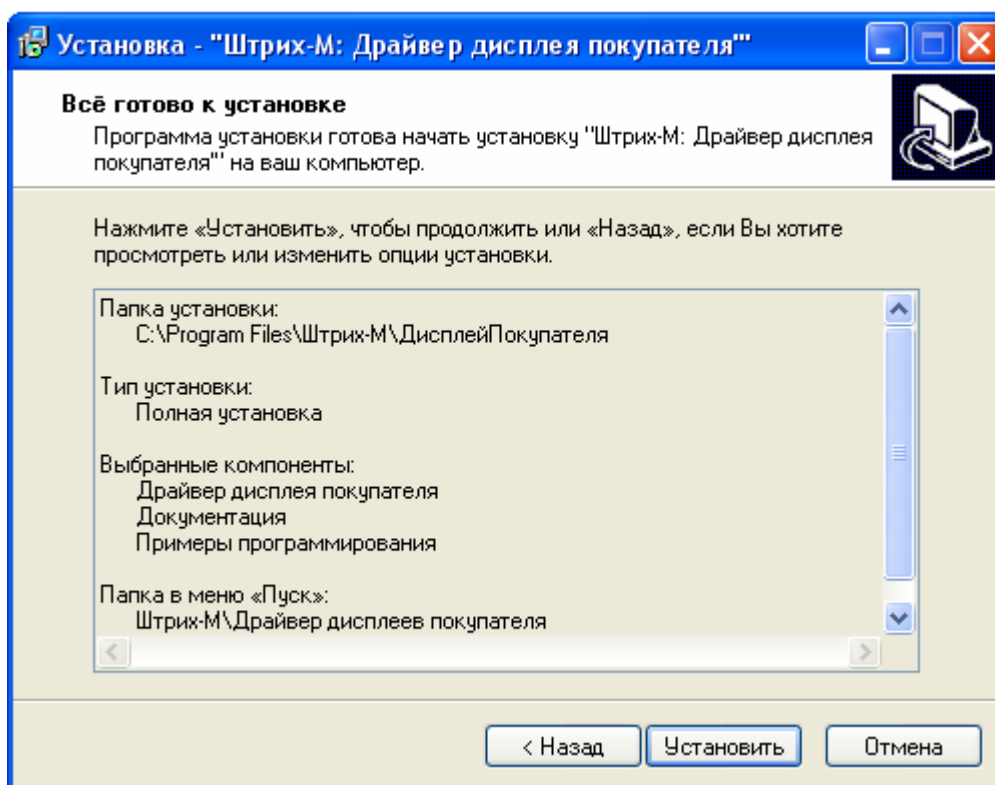 Установка - "Штрих-М: Драйвер дисплея покупателя'"
Всё готово к установке
Программа установки готова начать установку "Штрих-М: Драйвер дисплея
покупателя'" на ваш компьютер.
Нажмите «Установить», чтобы продолжить или «Назад», если Вы хотите
просмотреть или изменить опции установки.
Папка установки:
C:\Program Files\Штрих-М\ДисплейПокупателя
Тип установки:
Полная установка
Выбранные компоненты:
Драйвер дисплея покупателя
Документация
Примеры программирования
Папка в меню «Пуск»:
Штрих-М\Драйвер дисплеев покупателя
< Назад
Установить
Отмена